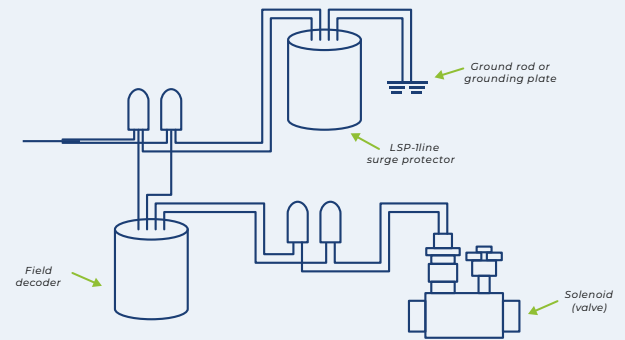 Ground rod or
grounding plate
LSP-1line
surge protector
Field
decoder
Solenoid
(valve)